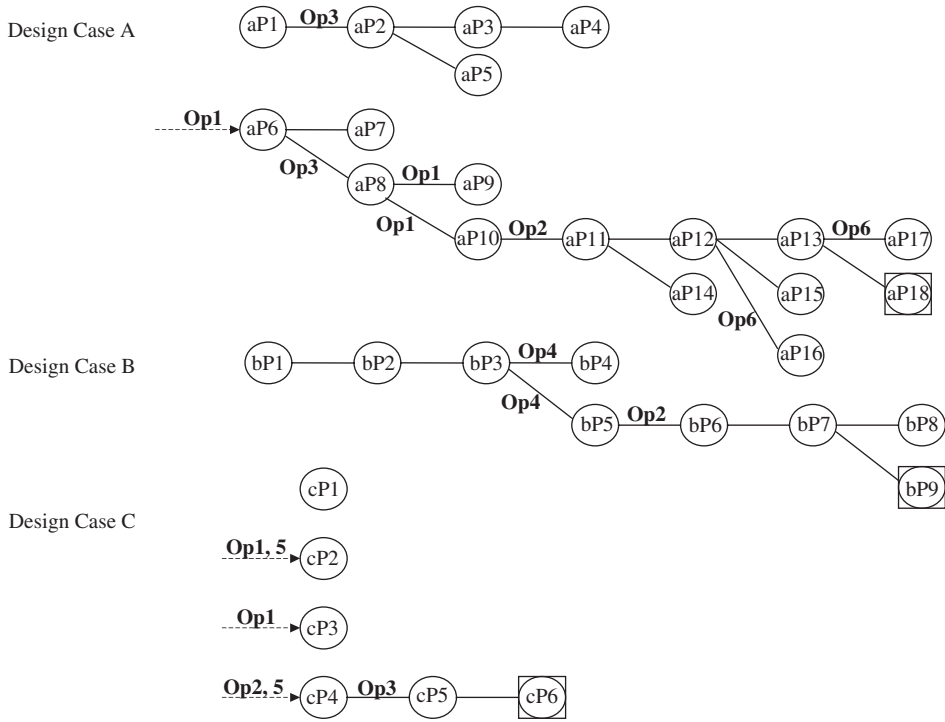 Design Case A
aP1 Op3 aP2 aP3 aP4
aP5
Op1 aP6 aP7
Op3 aP8 Op1 aP9
Op1 aP10 Op2 aP11 aP12 aP13 Op6 aP17
aP14 aP15 aP18
Op6 aP16
Design Case B
bP1 bP2 bP3 Op4 bP4
Op4 bP5 Op2 bP6 bP7 bP8
bP9
cP1
Design Case C
Op1, 5 cP2
Op1 cP3
Op2, 5 cP4 Op3 cP5 cP6